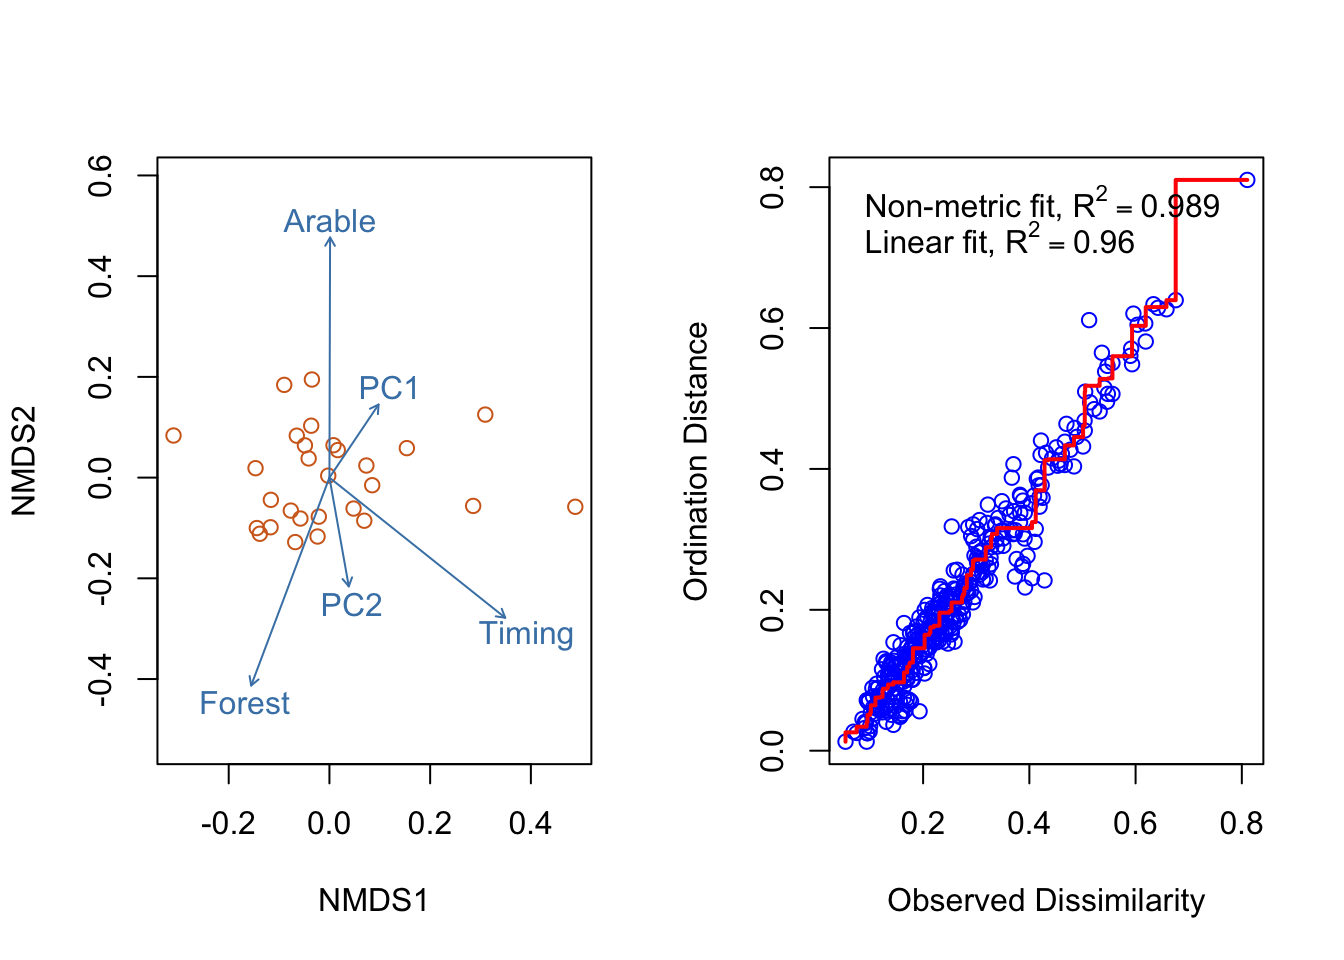 NMDS2
0.6
0.4
0.2
0.0
-0.2
-0.4
Arable
PC1
PC2
Timing
Forest
-0.2 0.0 0.2 0.4
NMDS1
Ordination Distance
0.8
0.6
0.4
0.2
0.0
Non-metric fit, R² = 0.989
Linear fit, R² = 0.96
0.2 0.4 0.6 0.8
Observed Dissimilarity